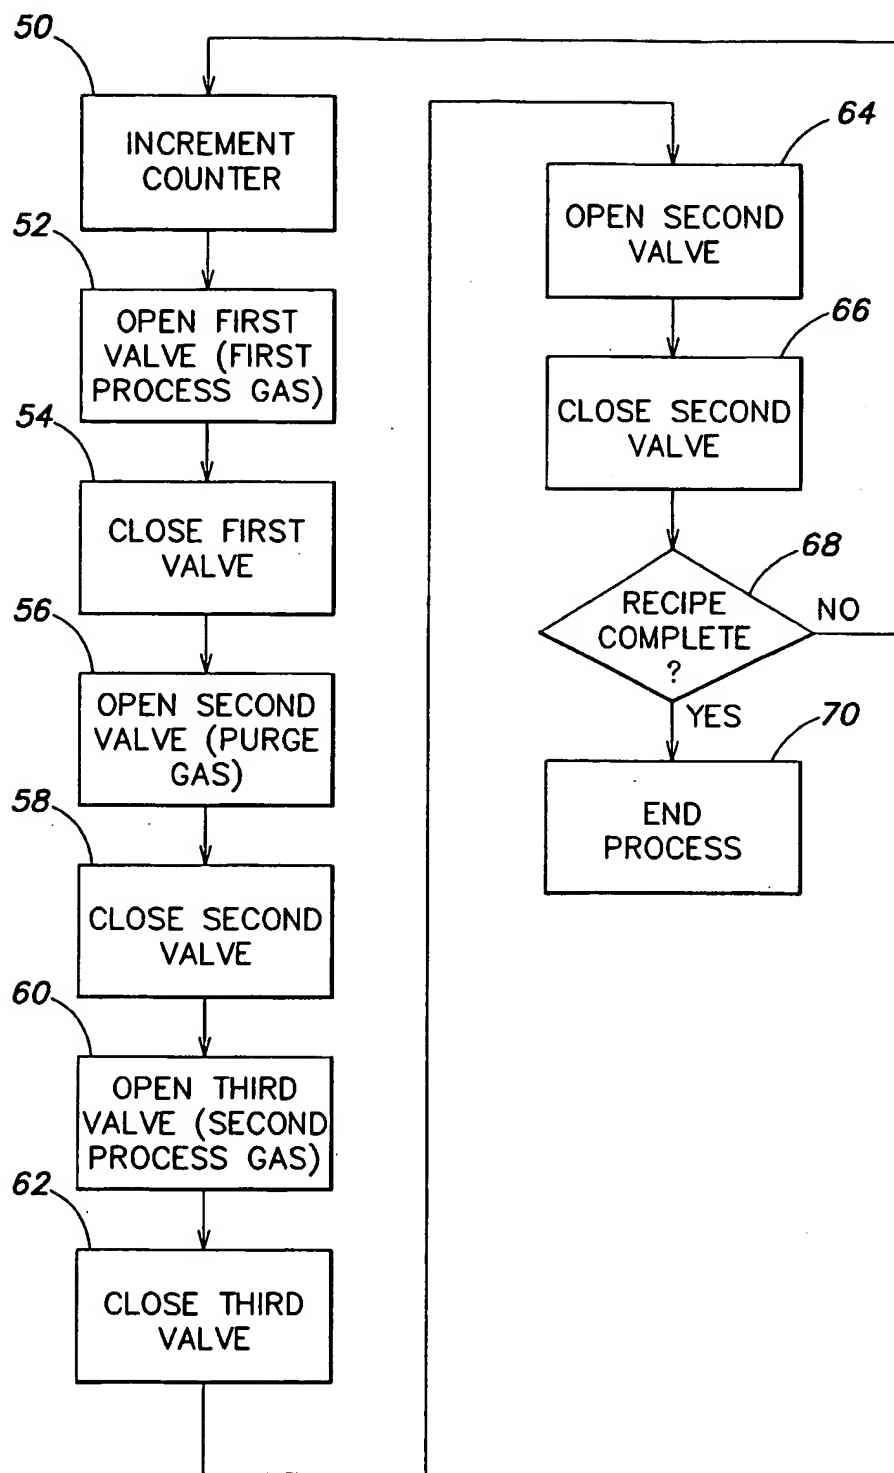 50
INCREMENT
COUNTER
52
OPEN FIRST
VALVE (FIRST
PROCESS GAS)
54
CLOSE FIRST
VALVE
56
OPEN SECOND
VALVE (PURGE
GAS)
58
CLOSE SECOND
VALVE
60
OPEN THIRD
VALVE (SECOND
PROCESS GAS)
62
CLOSE THIRD
VALVE
64
OPEN SECOND
VALVE
66
CLOSE SECOND
VALVE
68
RECIPE
COMPLETE
?
NO
YES
70
END
PROCESS